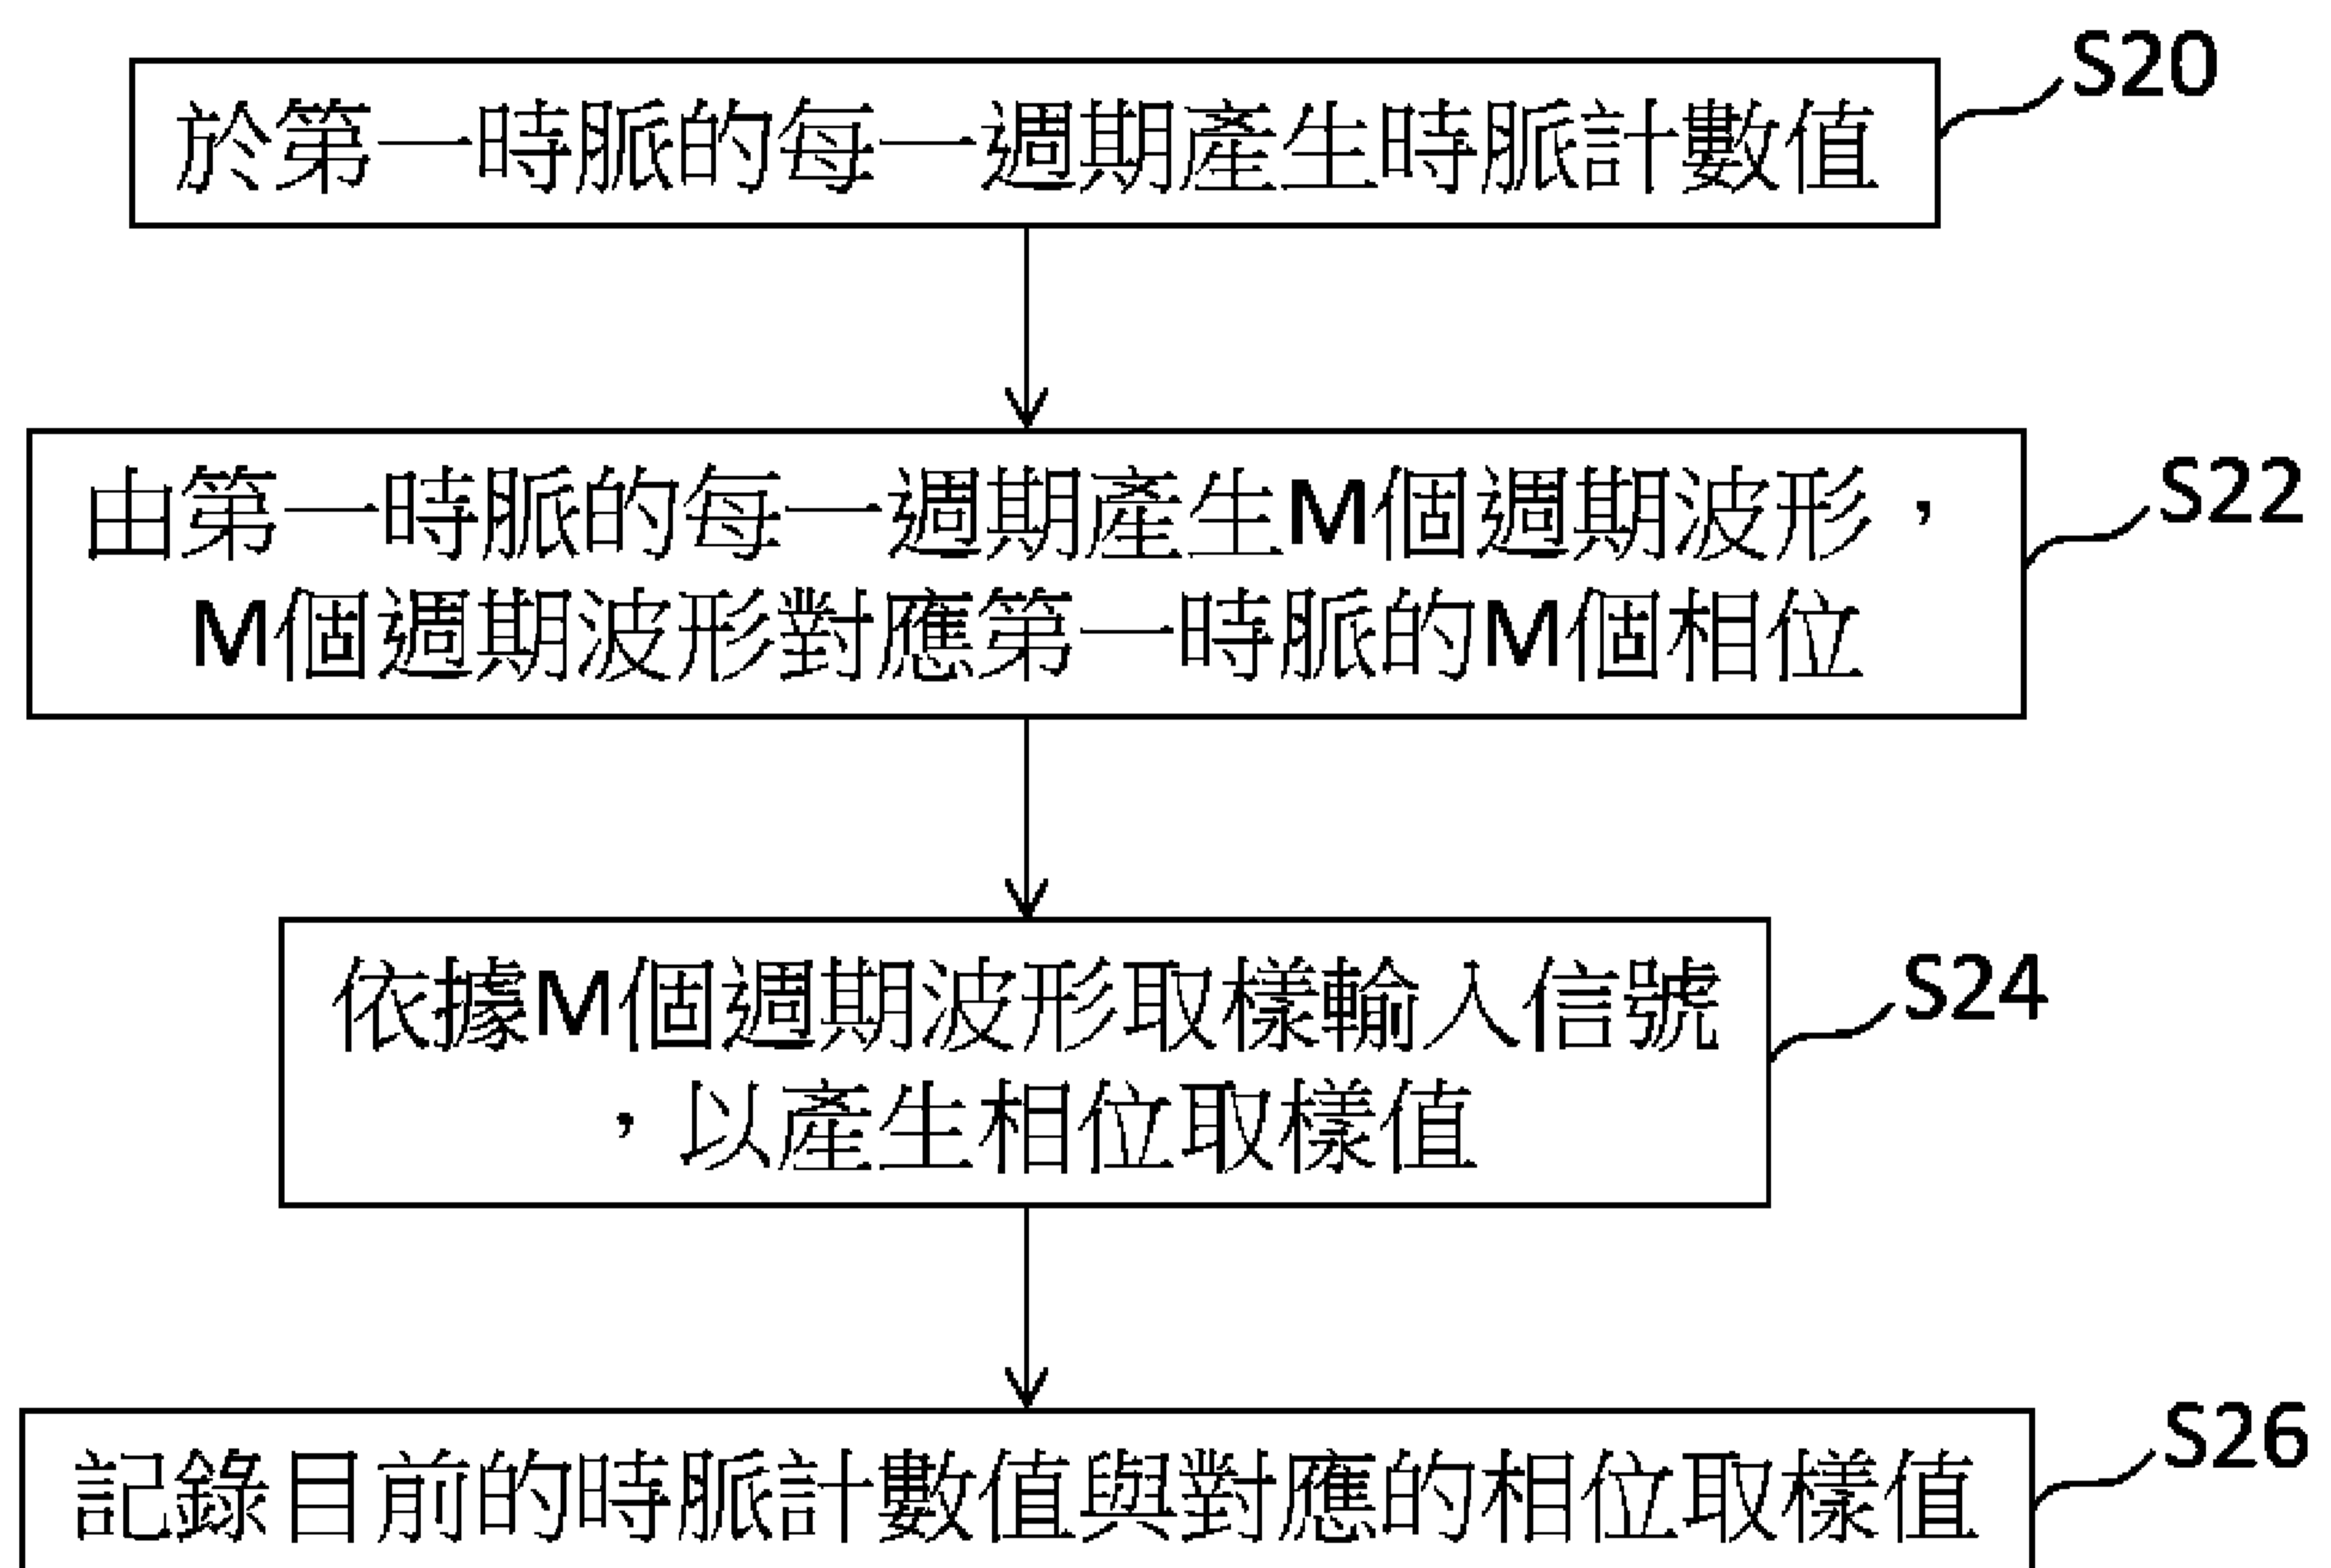 S20
於第一時脈的每一週期產生時脈計數值
S22
由第一時脈的每一週期產生M個週期波形，
M個週期波形對應第一時脈的M個相位
S24
依據M個週期波形取樣輸入信號
，以產生相位取樣值
S26
記錄目前的時脈計數值與對應的相位取樣值